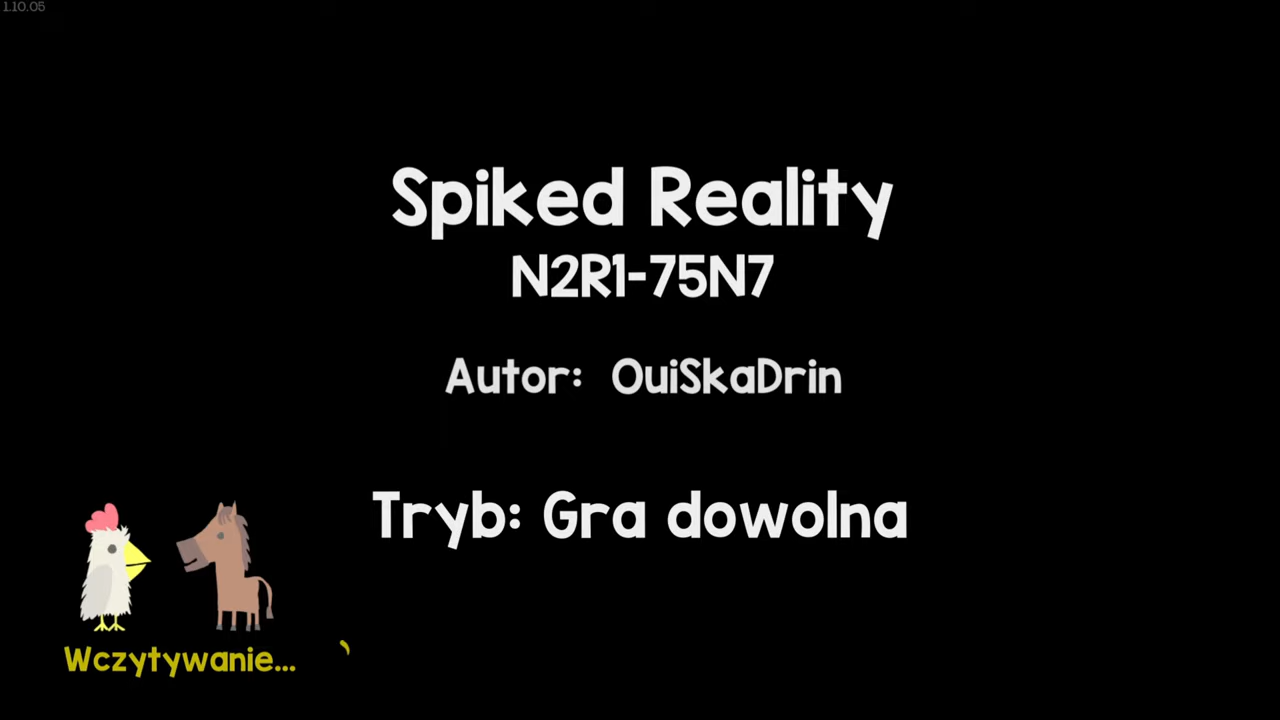 1.10.05
Spiked Reality
N2R1-75N7
Autor: OuiSkaDrin
Tryb: Gra dowolna
Wczytywanie...